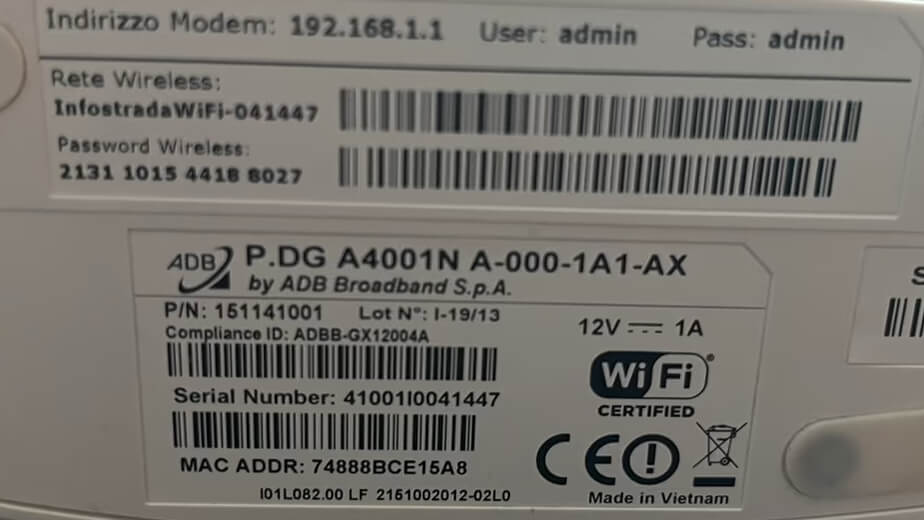 Indirizzo Modem: 192.168.1.1 User: admin Pass: admin
Rete Wireless:
InfostradaWiFi-041447
Password Wireless:
2131 1015 4418 8027
ADB P.DG A4001N A-000-1A1-AX
by ADB Broadband S.p.A.
P/N: 151141001 Lot N°: I-19/13
Compliance ID: ADBB-GX12004A
12V 1A
WiFi®
CERTIFIED
Serial Number: 41001I0041447
MAC ADDR: 74888BCE15A8
CE
Made in Vietnam
I01L082.00 LF 2151002012-02L0
S